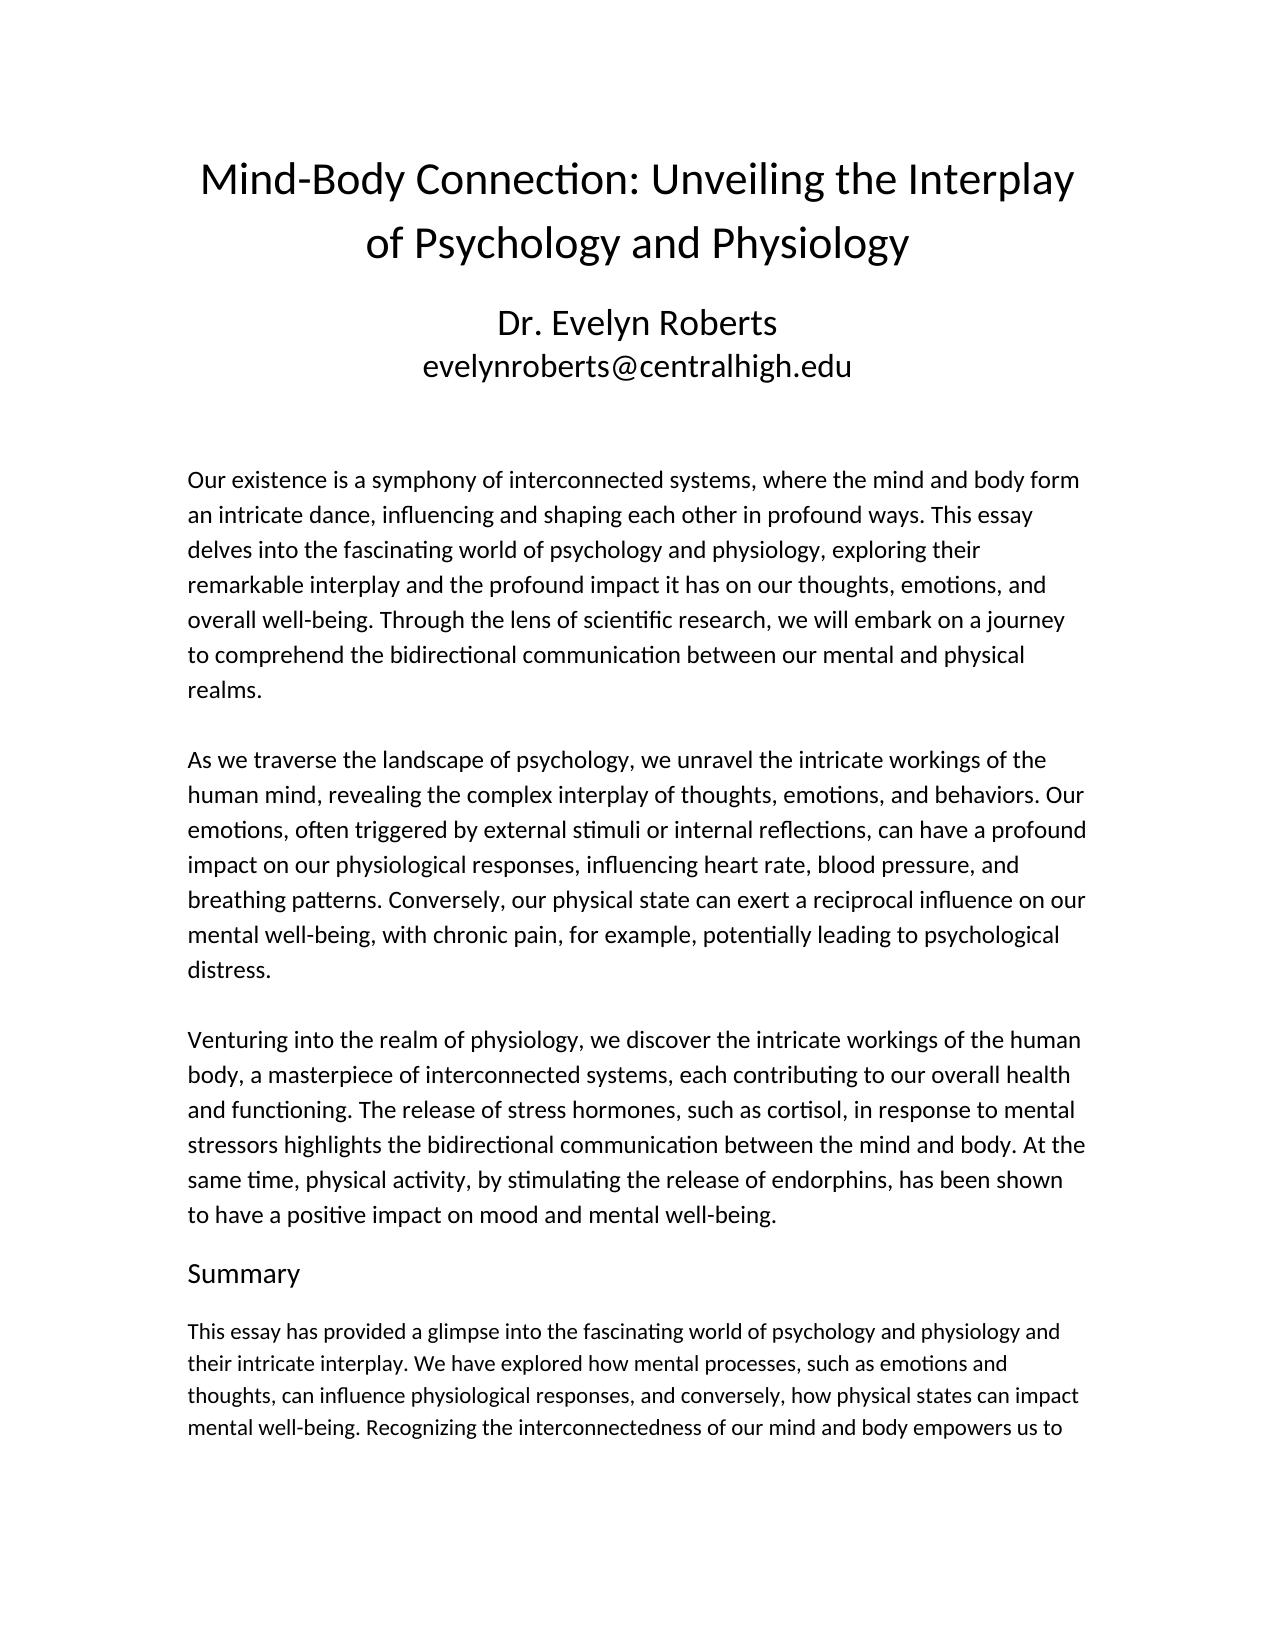 Mind-Body Connection: Unveiling the Interplay
of Psychology and Physiology
Dr. Evelyn Roberts
evelynroberts@centralhigh.edu
Our existence is a symphony of interconnected systems, where the mind and body form
an intricate dance, influencing and shaping each other in profound ways. This essay
delves into the fascinating world of psychology and physiology, exploring their
remarkable interplay and the profound impact it has on our thoughts, emotions, and
overall well-being. Through the lens of scientific research, we will embark on a journey
to comprehend the bidirectional communication between our mental and physical
realms.
As we traverse the landscape of psychology, we unravel the intricate workings of the
human mind, revealing the complex interplay of thoughts, emotions, and behaviors. Our
emotions, often triggered by external stimuli or internal reflections, can have a profound
impact on our physiological responses, influencing heart rate, blood pressure, and
breathing patterns. Conversely, our physical state can exert a reciprocal influence on our
mental well-being, with chronic pain, for example, potentially leading to psychological
distress.
Venturing into the realm of physiology, we discover the intricate workings of the human
body, a masterpiece of interconnected systems, each contributing to our overall health
and functioning. The release of stress hormones, such as cortisol, in response to mental
stressors highlights the bidirectional communication between the mind and body. At the
same time, physical activity, by stimulating the release of endorphins, has been shown
to have a positive impact on mood and mental well-being.
Summary
This essay has provided a glimpse into the fascinating world of psychology and physiology and
their intricate interplay. We have explored how mental processes, such as emotions and
thoughts, can influence physiological responses, and conversely, how physical states can impact
mental well-being. Recognizing the interconnectedness of our mind and body empowers us to